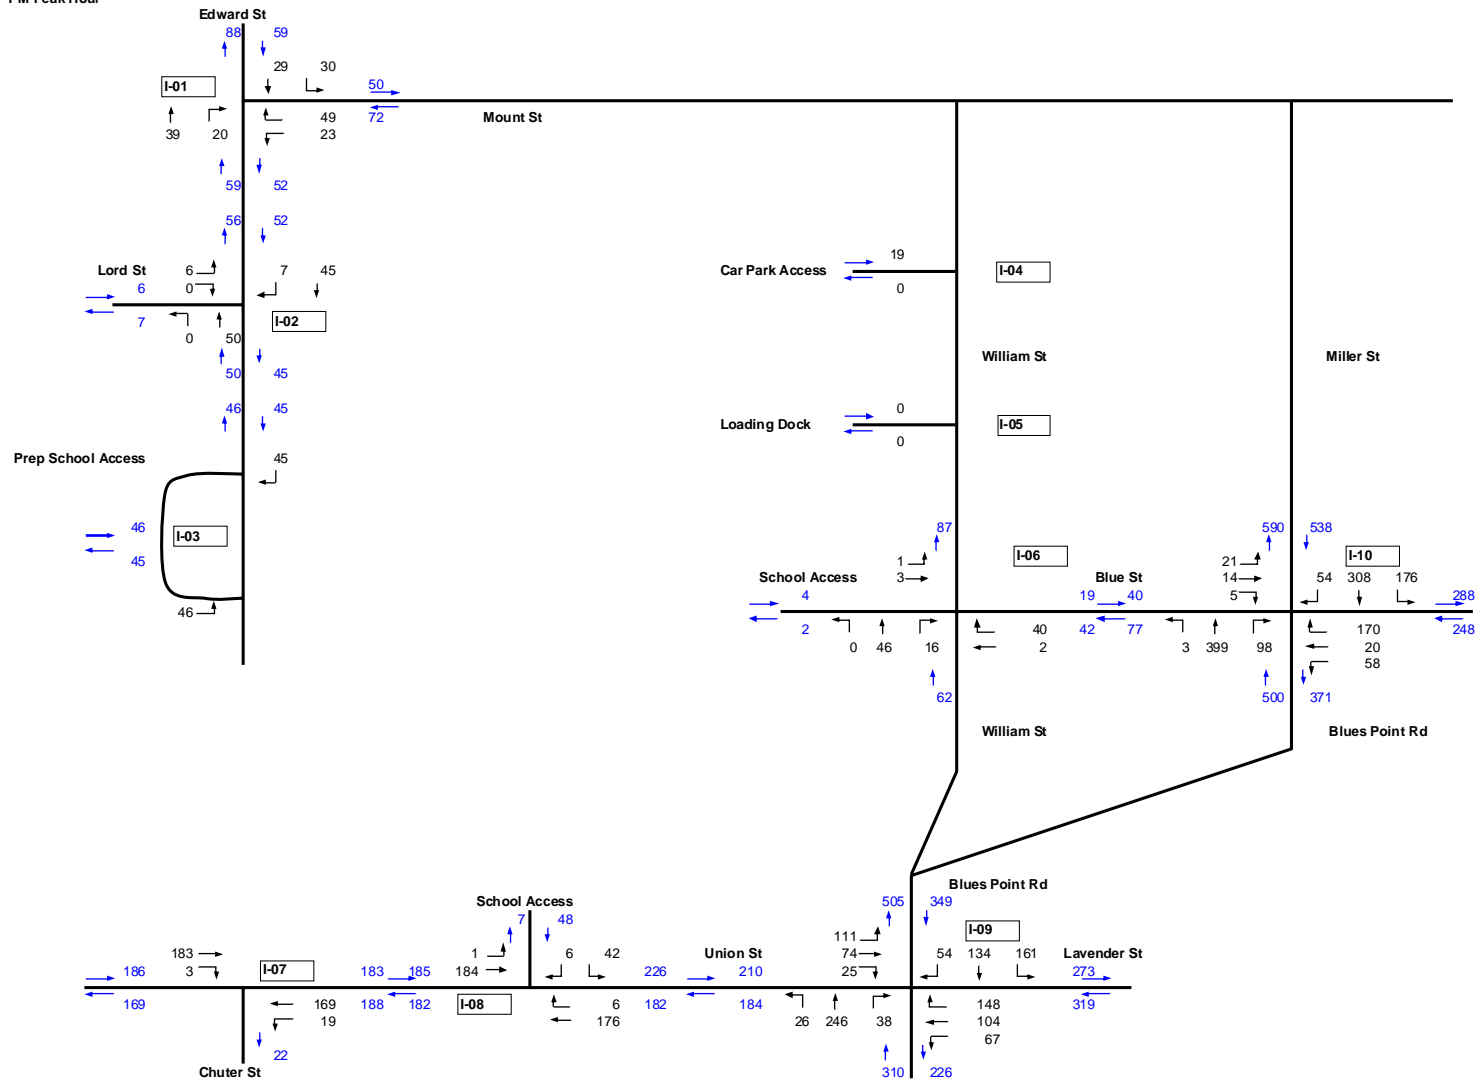 PM Peak Hour
Edward St
88 59
29 30
I-01
50
39 20
49
72
23
Mount St
59 52
56 52
Lord St
6
7 45
6
0
I-02
7
0 50
50 45
46 45
Prep School Access
45
46
I-03
45
46
Car Park Access
19
0
I-04
William St
Miller St
Loading Dock
0
0
I-05
87
I-06
School Access
1
3
4
2
0 46 16
40
2
62
Blue St
19 40
42 77
590 538
I-10
21
14
5
54 308 176
288
248
3 399 98
170
20
58
500 371
William St
Blues Point Rd
Blues Point Rd
505 349
I-09
School Access
7 48
183
3
I-07
186
169
169
19
22
Chuter St
183 185
188 182
1
184
I-08
6 42
6
176
Union St
226 210
182 184
111
74
25
54 134 161
Lavender St
273
319
26 246 38
148
104
67
310 226